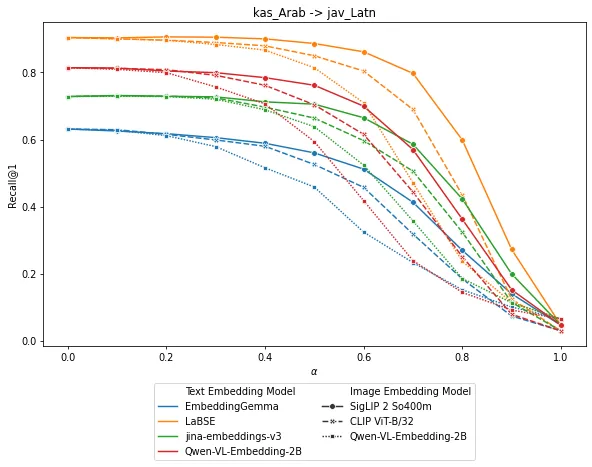 kas_Arab -> jav_Latn
Recall@1
0.8
0.6
0.4
0.2
0.0
0.0 0.2 0.4 0.6 0.8 1.0
α
Text Embedding Model Image Embedding Model
EmbeddingGemma SigLIP 2 So400m
LaBSE CLIP ViT-B/32
jina-embeddings-v3 Qwen-VL-Embedding-2B
Qwen-VL-Embedding-2B